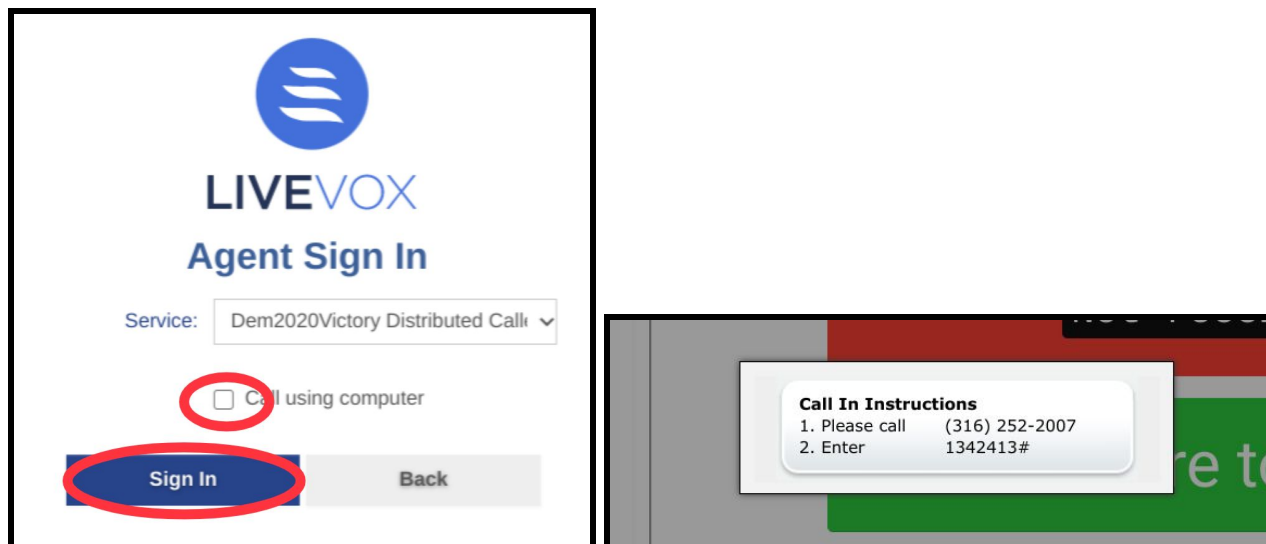 LIVEVOX
Agent Sign In
Service: Dem2020Victory Distributed
Call using computer
Sign In Back
Call In Instructions
1. Please call (316) 252-2007
2. Enter 1342413#